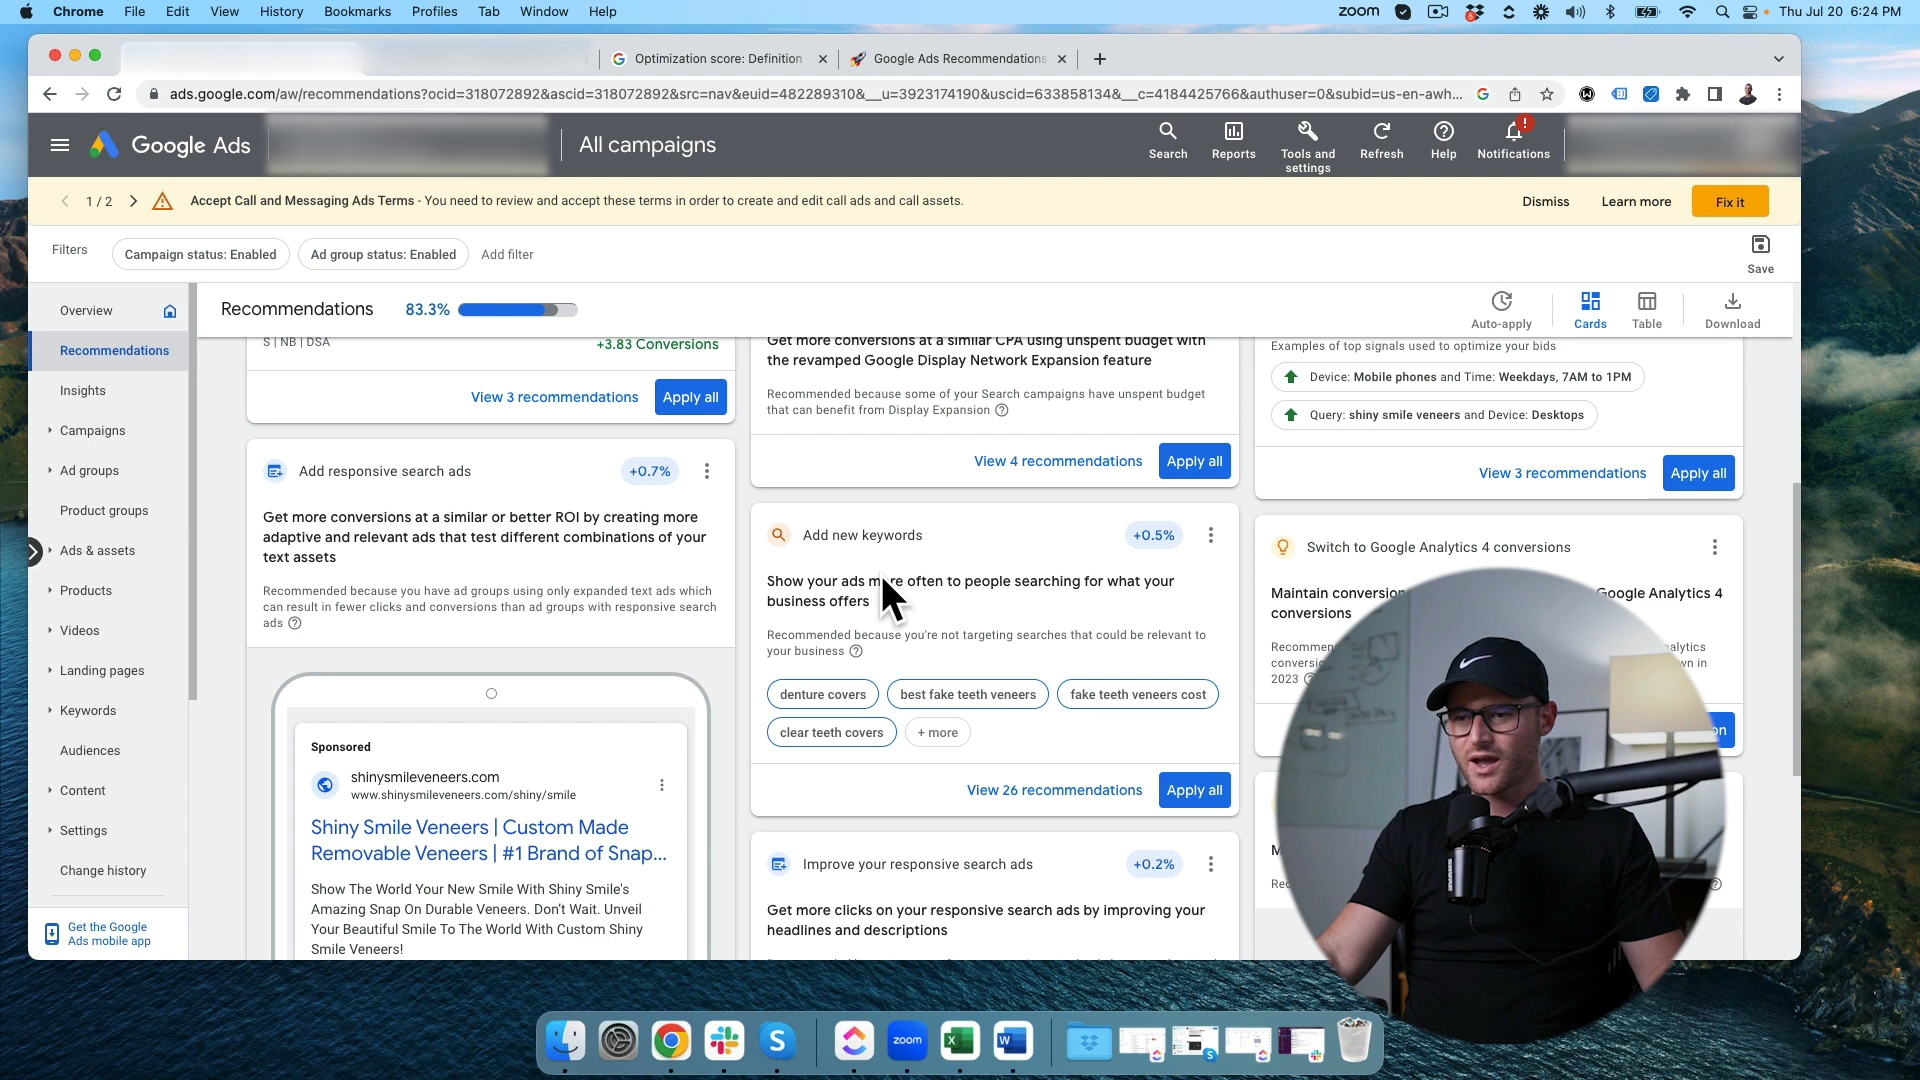 Chrome File Edit View History Bookmarks Profiles Tab Window Help
zoom Thu Jul 20 6:24 PM
Optimization score: Definition
Google Ads Recommendations
ads.google.com/aw/recommendations?ocid=318072892&ascid=318072892&src=nav&euid=482289310&__u=3923174190&uscid=633858134&__c=4184425766&authuser=0&subid=us-en-awh...
Google Ads
All campaigns
Search
Reports
Tools and
settings
Refresh
Help
Notifications
1 / 2
Accept Call and Messaging Ads Terms - You need to review and accept these terms in order to create and edit call ads and call assets.
Dismiss
Learn more
Fix it
Filters
Campaign status: Enabled
Ad group status: Enabled
Add filter
Save
Overview
Recommendations
Insights
Campaigns
Ad groups
Product groups
Ads & assets
Products
Videos
Landing pages
Keywords
Audiences
Content
Settings
Change history
Get the Google
Ads mobile app
Recommendations
83.3%
Auto-apply
Cards
Table
Download
S | NB | DSA
+3.83 Conversions
View 3 recommendations
Apply all
Add responsive search ads
+0.7%
Get more conversions at a similar or better ROI by creating more
adaptive and relevant ads that test different combinations of your
text assets
Recommended because you have ad groups using only expanded text ads which
can result in fewer clicks and conversions than ad groups with responsive search
ads
Sponsored
shinysmileveneers.com
www.shinysmileveneers.com/shiny/smile
Shiny Smile Veneers | Custom Made
Removable Veneers | #1 Brand of Snap...
Show The World Your New Smile With Shiny Smile's
Amazing Snap On Durable Veneers. Don't Wait. Unveil
Your Beautiful Smile To The World With Custom Shiny
Smile Veneers!
Get more conversions at a similar CPA using unspent budget with
the revamped Google Display Network Expansion feature
Recommended because some of your Search campaigns have unspent budget
that can benefit from Display Expansion
View 4 recommendations
Apply all
Add new keywords
+0.5%
Show your ads more often to people searching for what your
business offers
Recommended because you're not targeting searches that could be relevant to
your business
denture covers
best fake teeth veneers
fake teeth veneers cost
clear teeth covers
+ more
View 26 recommendations
Apply all
Improve your responsive search ads
+0.2%
Get more clicks on your responsive search ads by improving your
headlines and descriptions
Examples of top signals used to optimize your bids
Device: Mobile phones and Time: Weekdays, 7AM to 1PM
Query: shiny smile veneers and Device: Desktops
View 3 recommendations
Apply all
Switch to Google Analytics 4 conversions
Maintain Google Analytics 4
conversions
in
2023
zoom